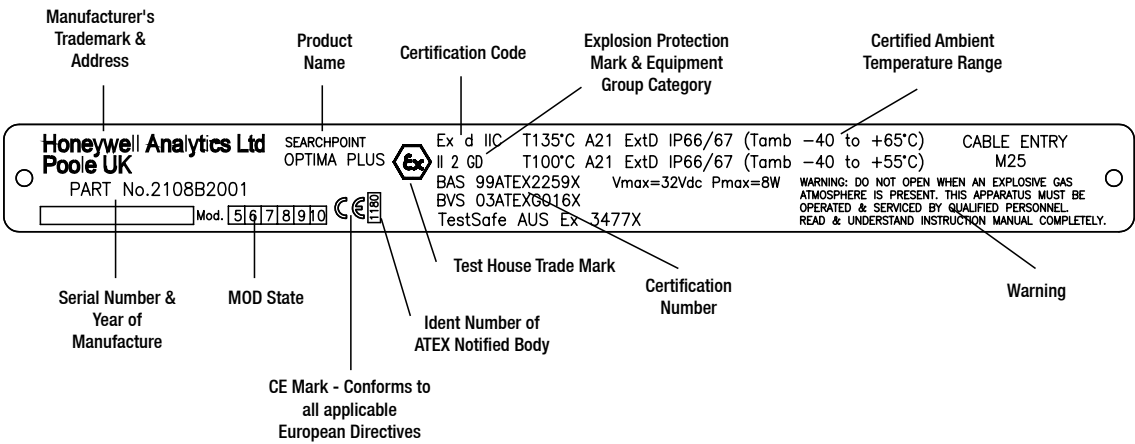 Manufacturer's
Trademark &
Address
Product
Name
Certification Code
Explosion Protection
Mark & Equipment
Group Category
Certified Ambient
Temperature Range
Honeywell Analytics Ltd
Poole UK
PART No.2108B2001
Mod. 5 6 7 8 9 10
SEARCHPOINT
OPTIMA PLUS
CE 1180
Ex
Ex d IIC T135°C A21 ExtD IP66/67 (Tamb -40 to +65°C)
II 2 GD T100°C A21 ExtD IP66/67 (Tamb -40 to +55°C)
BAS 99ATEX2259X Vmax=32Vdc Pmax=8W
BVS 03ATEXG016X
TestSafe AUS Ex 3477X
CABLE ENTRY
M25
WARNING: DO NOT OPEN WHEN AN EXPLOSIVE GAS
ATMOSPHERE IS PRESENT. THIS APPARATUS MUST BE
OPERATED & SERVICED BY QUALIFIED PERSONNEL.
READ & UNDERSTAND INSTRUCTION MANUAL COMPLETELY.
Serial Number &
Year of
Manufacture
MOD State
CE Mark - Conforms to
all applicable
European Directives
Ident Number of
ATEX Notified Body
Test House Trade Mark
Certification
Number
Warning